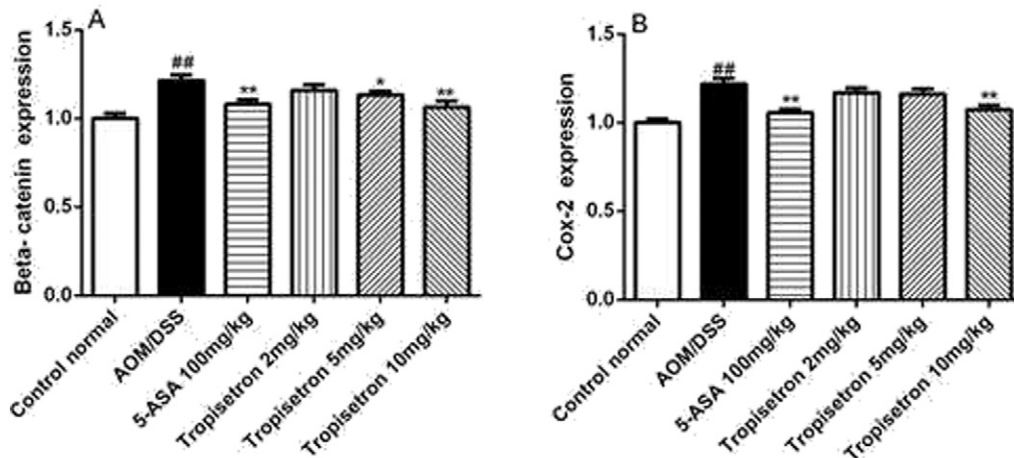 A
Beta- catenin expression
1.5
1.0
0.5
0.0
##
**
*
**
Control normal
AOM/DSS
5-ASA 100mg/kg
Tropisetron 2mg/kg
Tropisetron 5mg/kg
Tropisetron 10mg/kg
B
Cox-2 expression
1.5
1.0
0.5
0.0
##
**
**
Control normal
AOM/DSS
5-ASA 100mg/kg
Tropisetron 2mg/kg
Tropisetron 5mg/kg
Tropisetron 10mg/kg